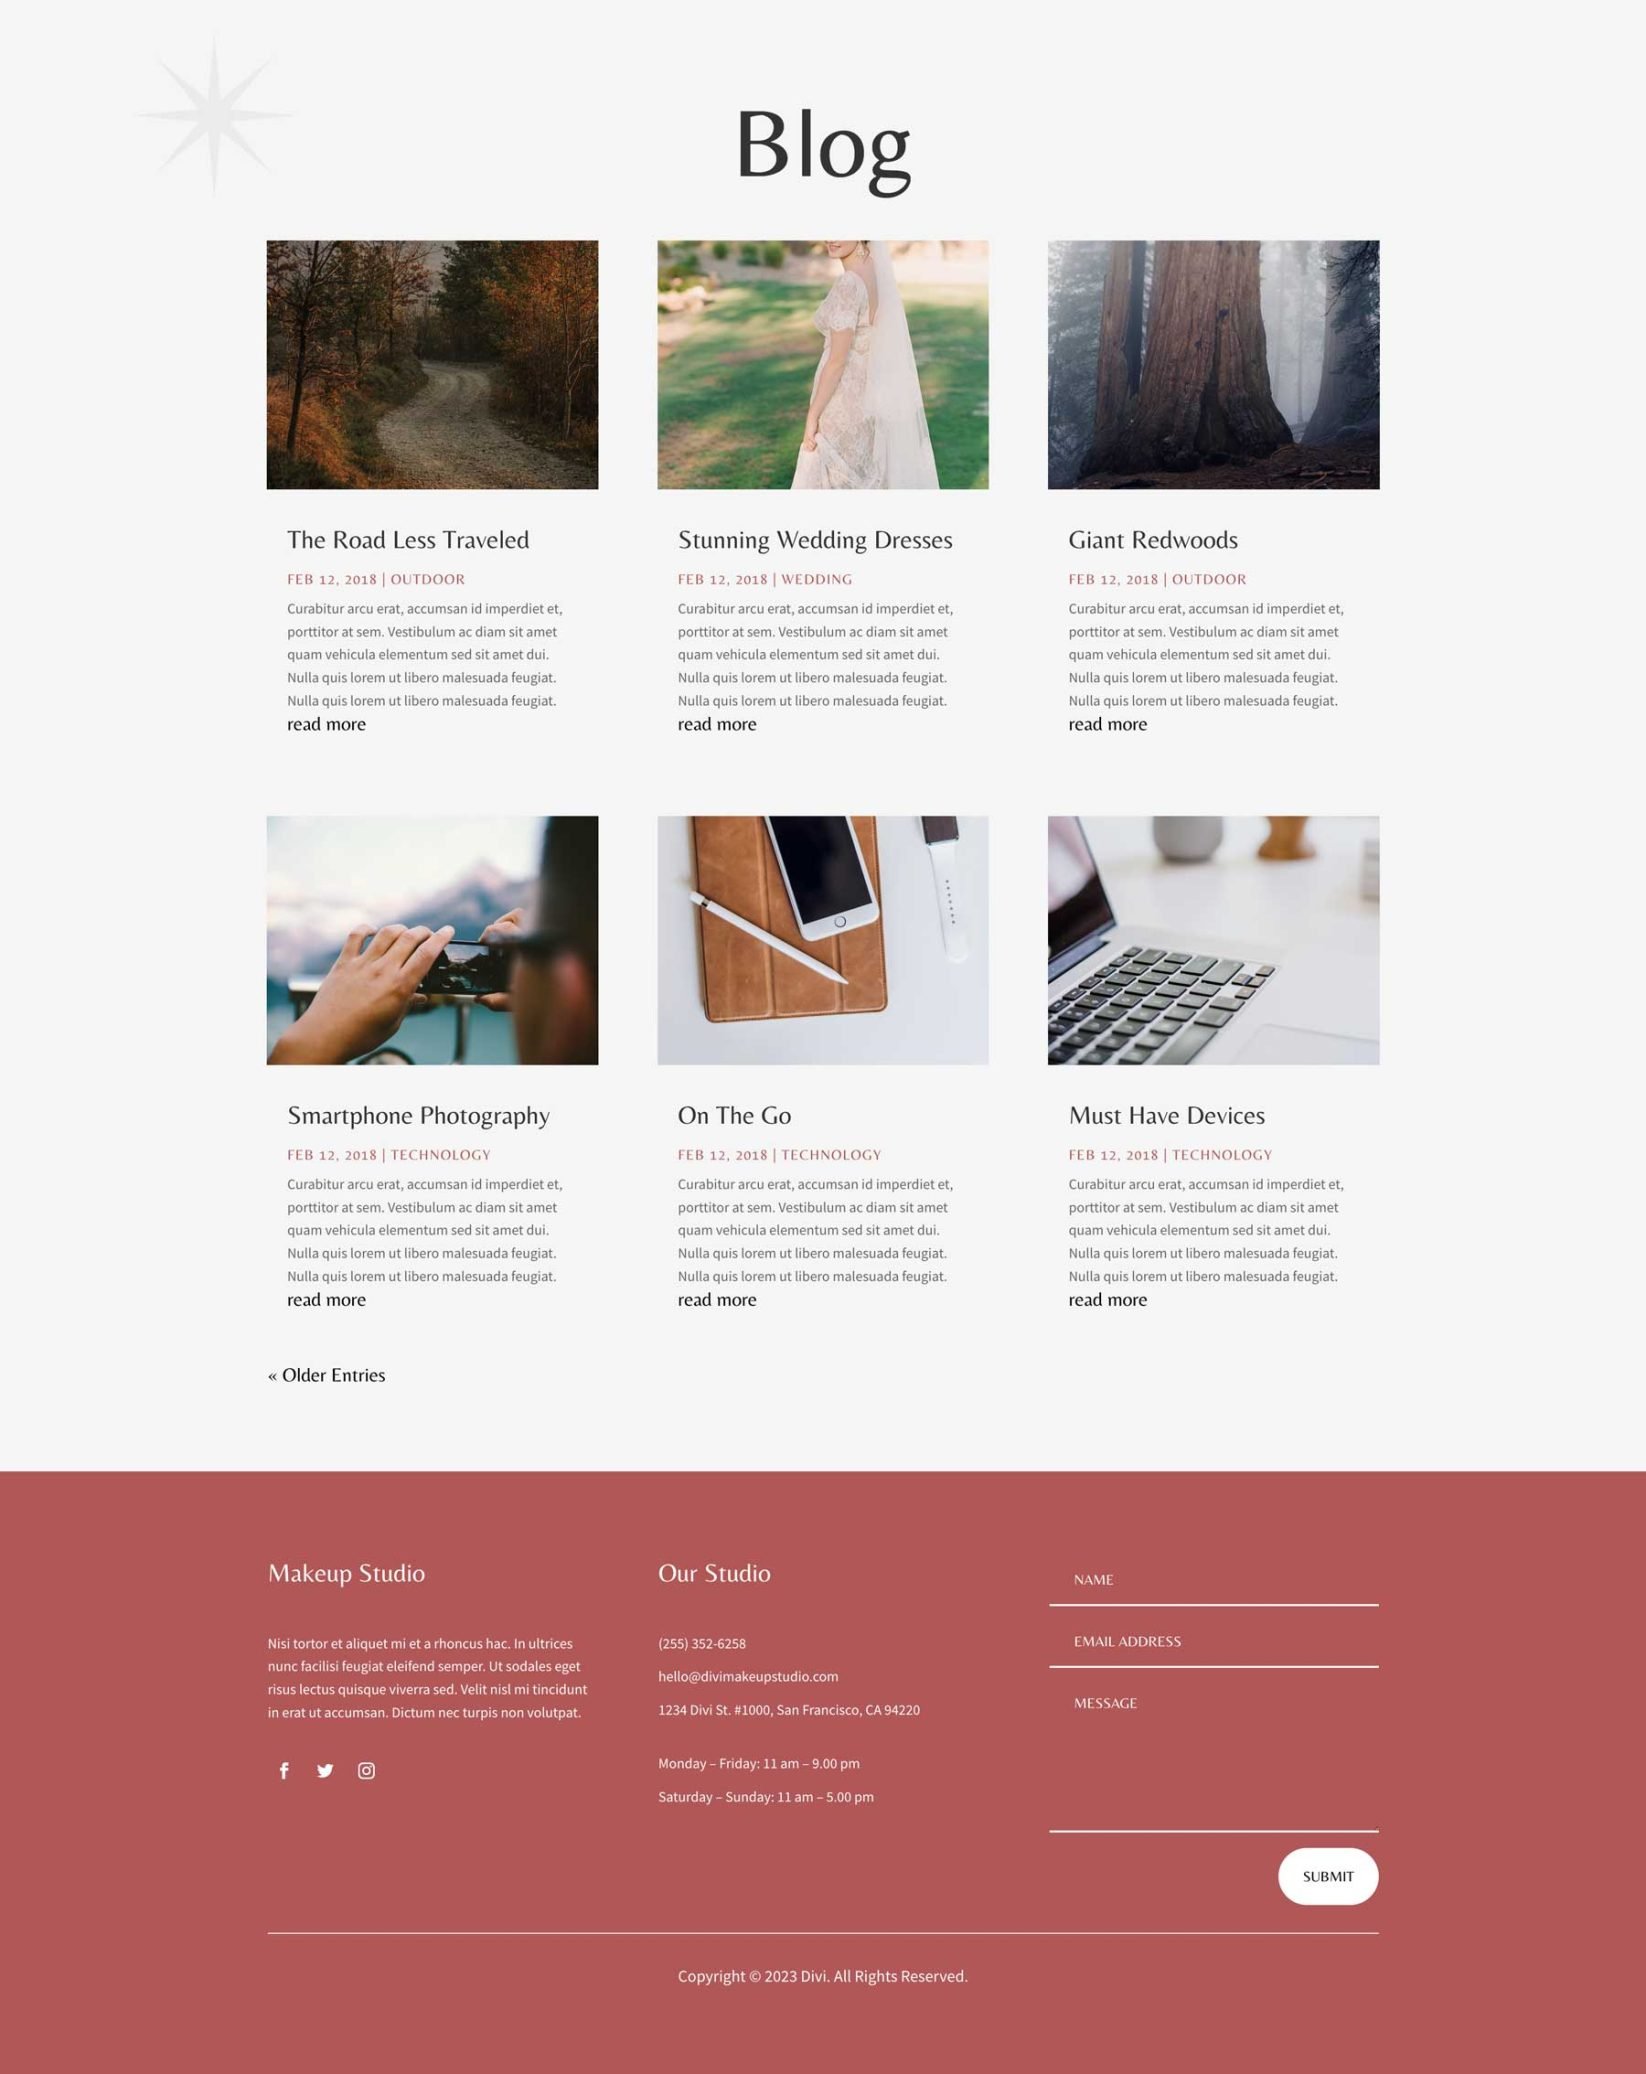 Blog
The Road Less Traveled
FEB 12, 2018 | OUTDOOR
Curabitur arcu erat, accumsan id imperdiet et,
porttitor at sem. Vestibulum ac diam sit amet
quam vehicula elementum sed sit amet dui.
Nulla quis lorem ut libero malesuada feugiat.
Nulla quis lorem ut libero malesuada feugiat.
read more
Stunning Wedding Dresses
FEB 12, 2018 | WEDDING
Curabitur arcu erat, accumsan id imperdiet et,
porttitor at sem. Vestibulum ac diam sit amet
quam vehicula elementum sed sit amet dui.
Nulla quis lorem ut libero malesuada feugiat.
Nulla quis lorem ut libero malesuada feugiat.
read more
Giant Redwoods
FEB 12, 2018 | OUTDOOR
Curabitur arcu erat, accumsan id imperdiet et,
porttitor at sem. Vestibulum ac diam sit amet
quam vehicula elementum sed sit amet dui.
Nulla quis lorem ut libero malesuada feugiat.
Nulla quis lorem ut libero malesuada feugiat.
read more
Smartphone Photography
FEB 12, 2018 | TECHNOLOGY
Curabitur arcu erat, accumsan id imperdiet et,
porttitor at sem. Vestibulum ac diam sit amet
quam vehicula elementum sed sit amet dui.
Nulla quis lorem ut libero malesuada feugiat.
Nulla quis lorem ut libero malesuada feugiat.
read more
On The Go
FEB 12, 2018 | TECHNOLOGY
Curabitur arcu erat, accumsan id imperdiet et,
porttitor at sem. Vestibulum ac diam sit amet
quam vehicula elementum sed sit amet dui.
Nulla quis lorem ut libero malesuada feugiat.
Nulla quis lorem ut libero malesuada feugiat.
read more
Must Have Devices
FEB 12, 2018 | TECHNOLOGY
Curabitur arcu erat, accumsan id imperdiet et,
porttitor at sem. Vestibulum ac diam sit amet
quam vehicula elementum sed sit amet dui.
Nulla quis lorem ut libero malesuada feugiat.
Nulla quis lorem ut libero malesuada feugiat.
read more
« Older Entries
Makeup Studio
Nisi tortor et aliquet mi et a rhoncus hac. In ultrices
nunc facilisi feugiat eleifend semper. Ut sodales eget
risus lectus quisque viverra sed. Velit nisl mi tincidunt
in erat ut accumsan. Dictum nec turpis non volutpat.
Our Studio
(255) 352-6258
hello@divimakeupstudio.com
1234 Divi St. #1000, San Francisco, CA 94220
Monday – Friday: 11 am – 9.00 pm
Saturday – Sunday: 11 am – 5.00 pm
NAME
EMAIL ADDRESS
MESSAGE
SUBMIT
Copyright © 2023 Divi. All Rights Reserved.